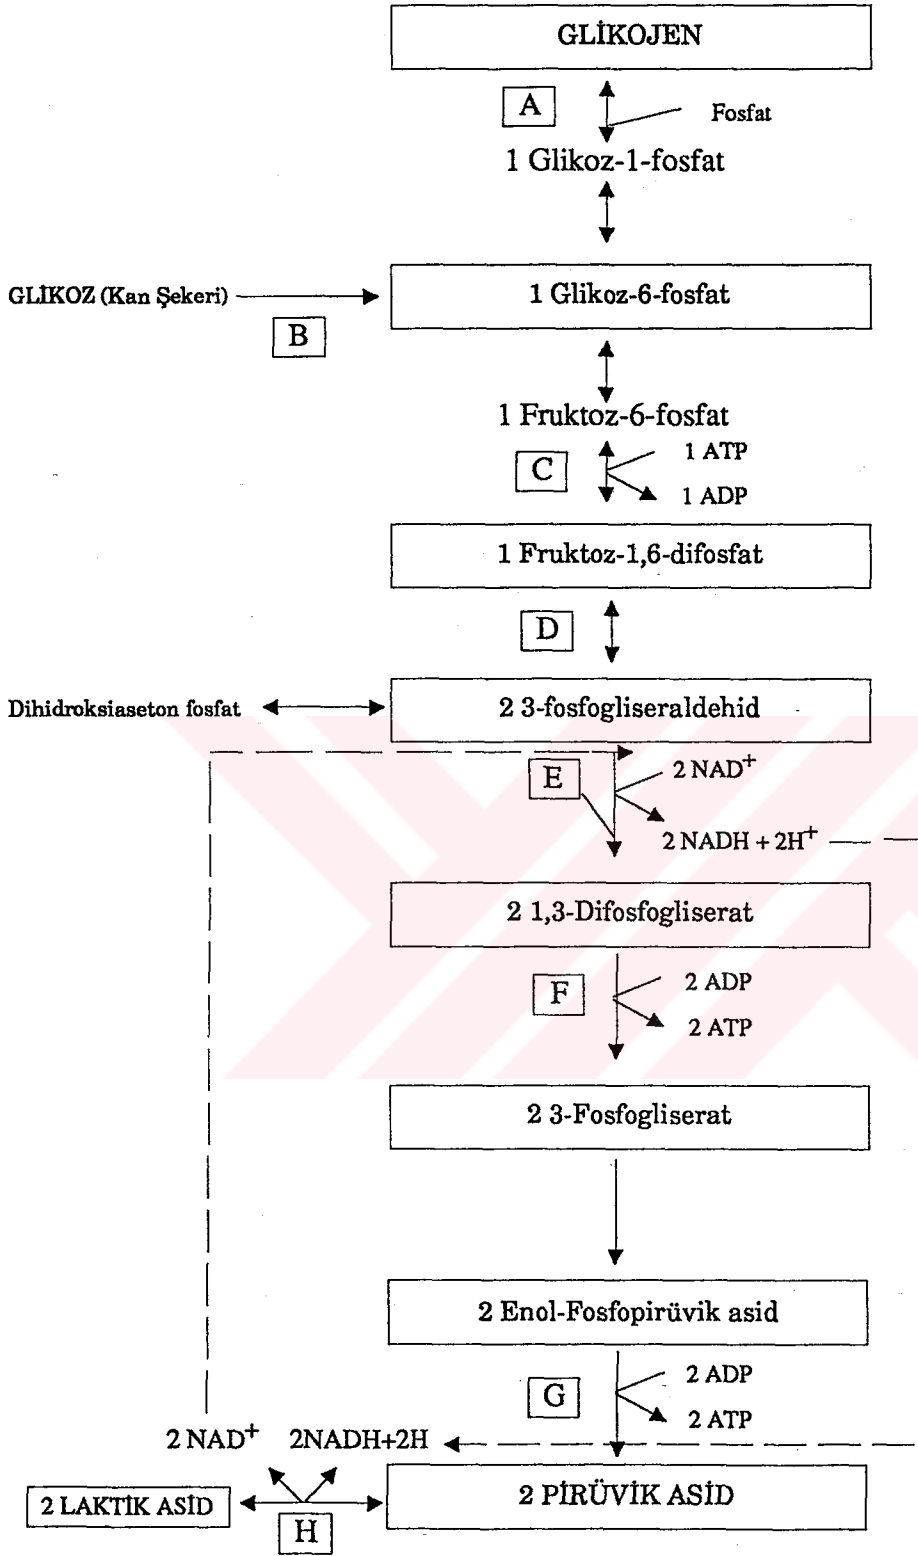 GLİKOJEN
A
Fosfat
1 Glikoz-1-fosfat
GLİKOZ (Kan Şekeri)
1 Glikoz-6-fosfat
B
1 Fruktoz-6-fosfat
1 ATP
C
1 ADP
1 Fruktoz-1,6-difosfat
D
Dihidroksiaseton fosfat
2 3-fosfogliseraldehid
E
2 NAD+
2 NADH + 2H+
2 1,3-Difosfogliserat
2 ADP
F
2 ATP
2 3-Fosfogliserat
2 Enol-Fosfopirüvik asid
2 ADP
G
2 ATP
2 NAD+ 2NADH+2H
2 LAKTİK ASİD
2 PİRÜVİK ASİD
H